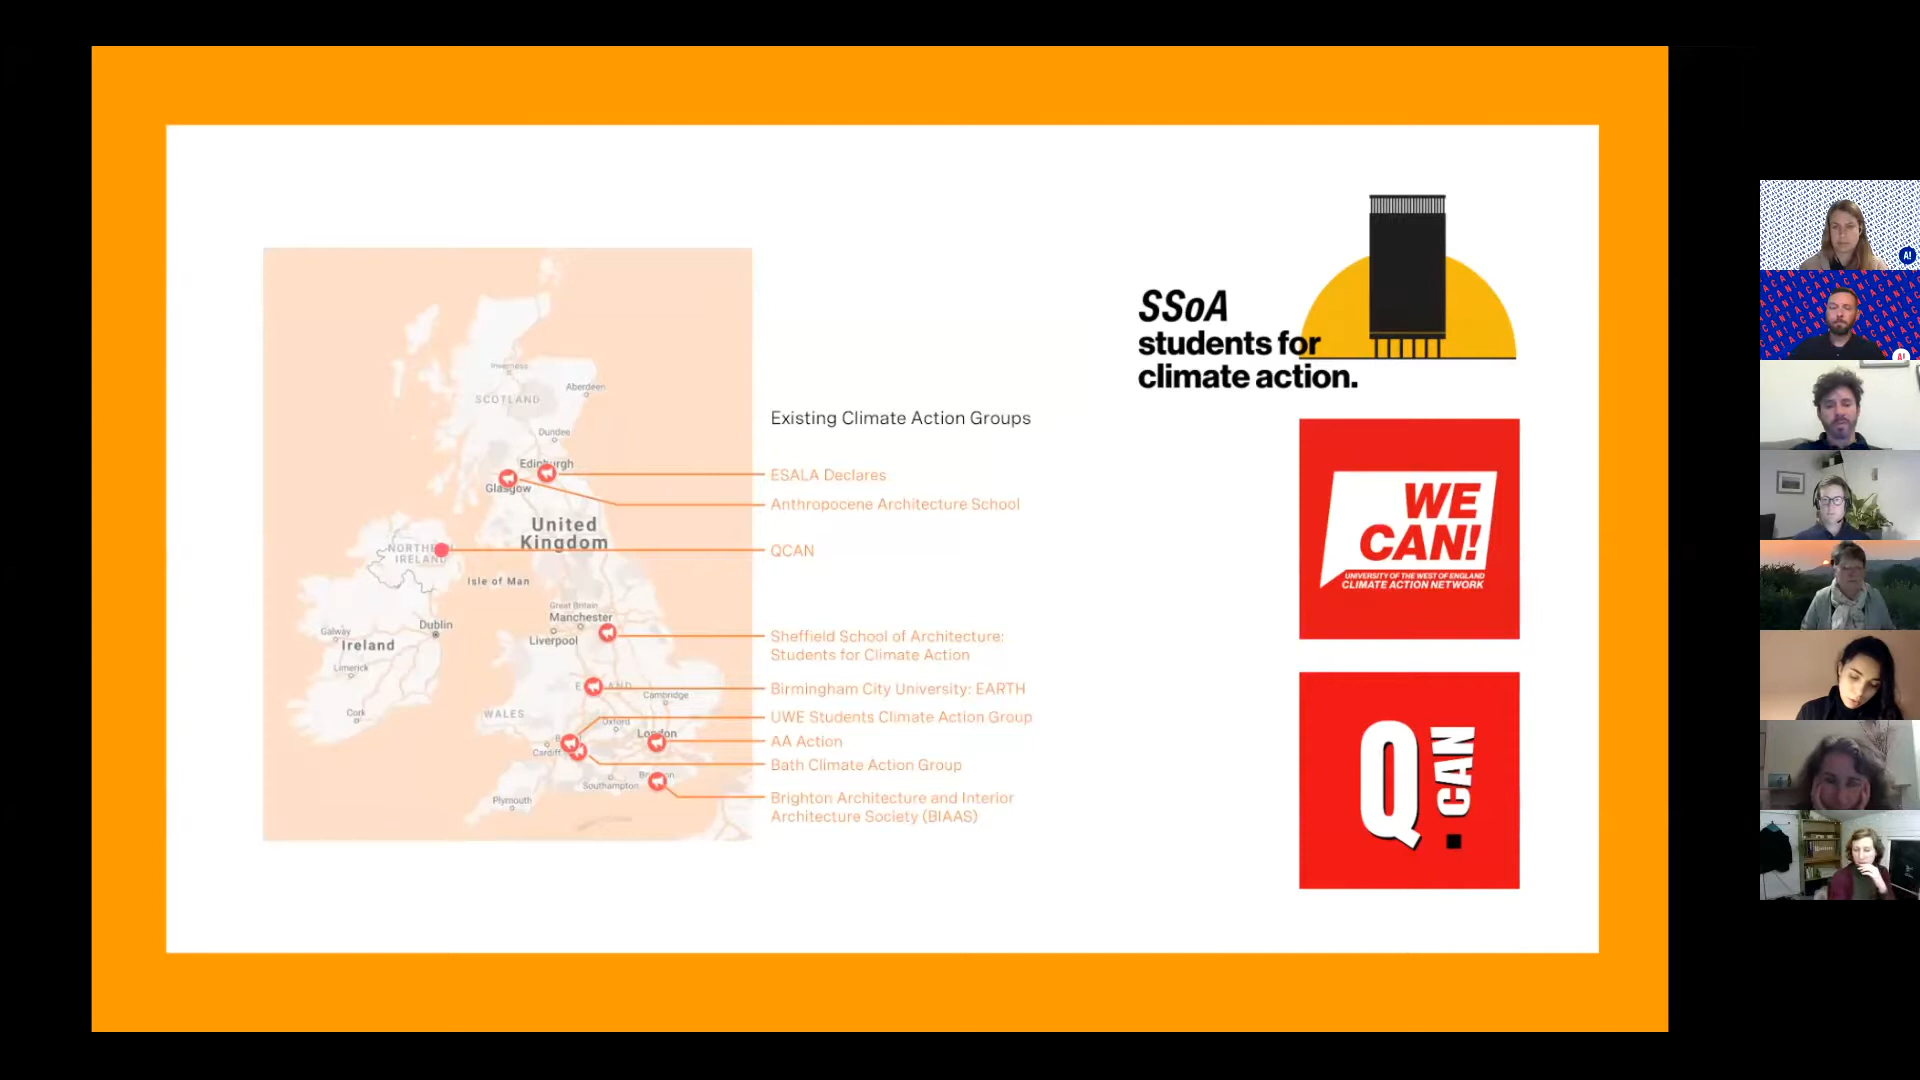 Inverness
SCOTLAND
Aberdeen
Dundee
Edinburgh
Glasgow
United
Kingdom
Isle of Man
Great Britain
Manchester
Liverpool
Dublin
Galway
Ireland
Limerick
Cork
WALES
Cambridge
Oxford
London
Cardiff
Southampton
Plymouth
Existing Climate Action Groups
ESALA Declares
Anthropocene Architecture School
QCAN
Sheffield School of Architecture:
Students for Climate Action
Birmingham City University: EARTH
UWE Students Climate Action Group
AA Action
Bath Climate Action Group
Brighton Architecture and Interior
Architecture Society (BIAAS)
SSoA
students for
climate action.
WE
CAN!
UNIVERSITY OF THE WEST OF ENGLAND
CLIMATE ACTION NETWORK
Q CAN
A!
A!